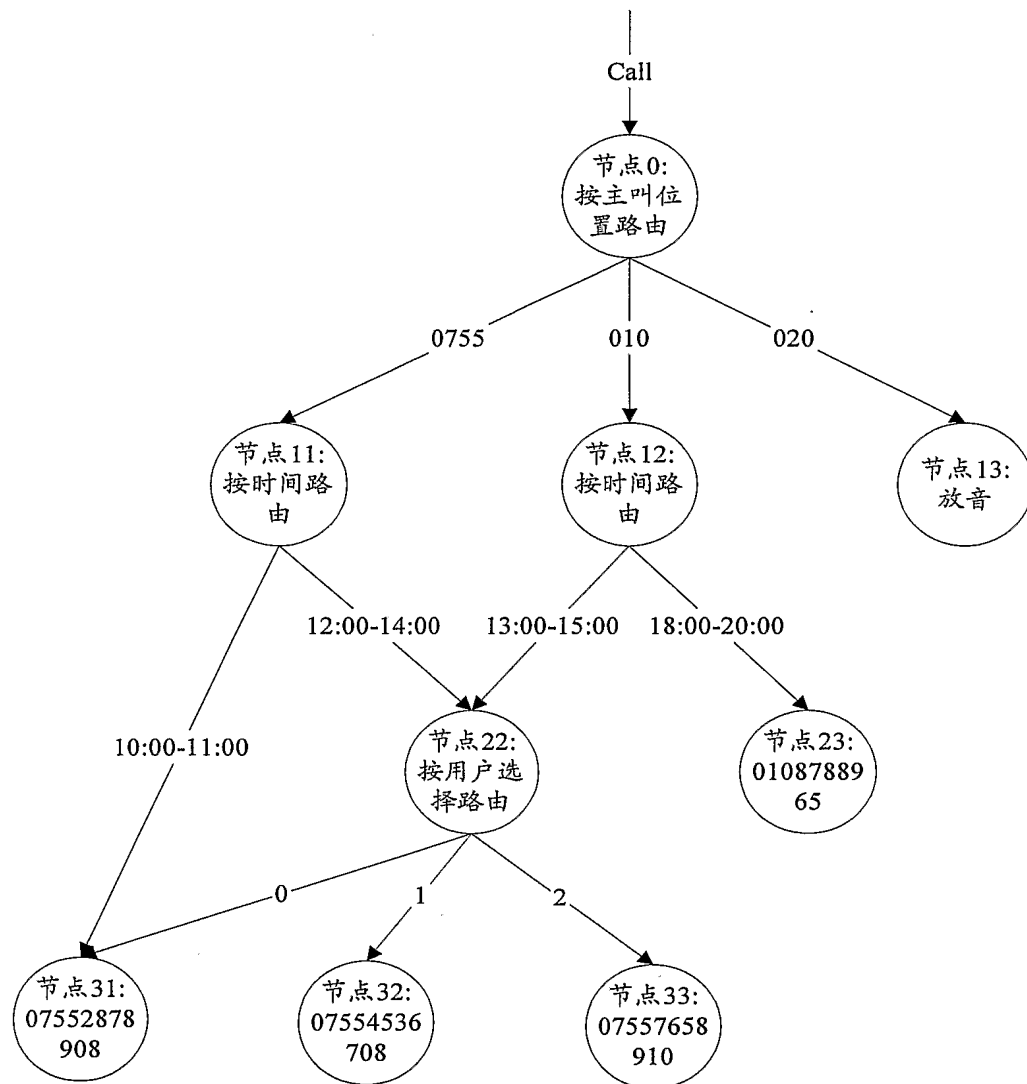 Call
节点0:
按主叫位
置路由
0755
010
020
节点11:
按时间路
由
节点12:
按时间路
由
节点13:
放音
12:00-14:00
13:00-15:00
18:00-20:00
10:00-11:00
节点22:
按用户选
择路由
节点23:
01087889
65
0
1
2
节点31:
07552878
908
节点32:
07554536
708
节点33:
07557658
910